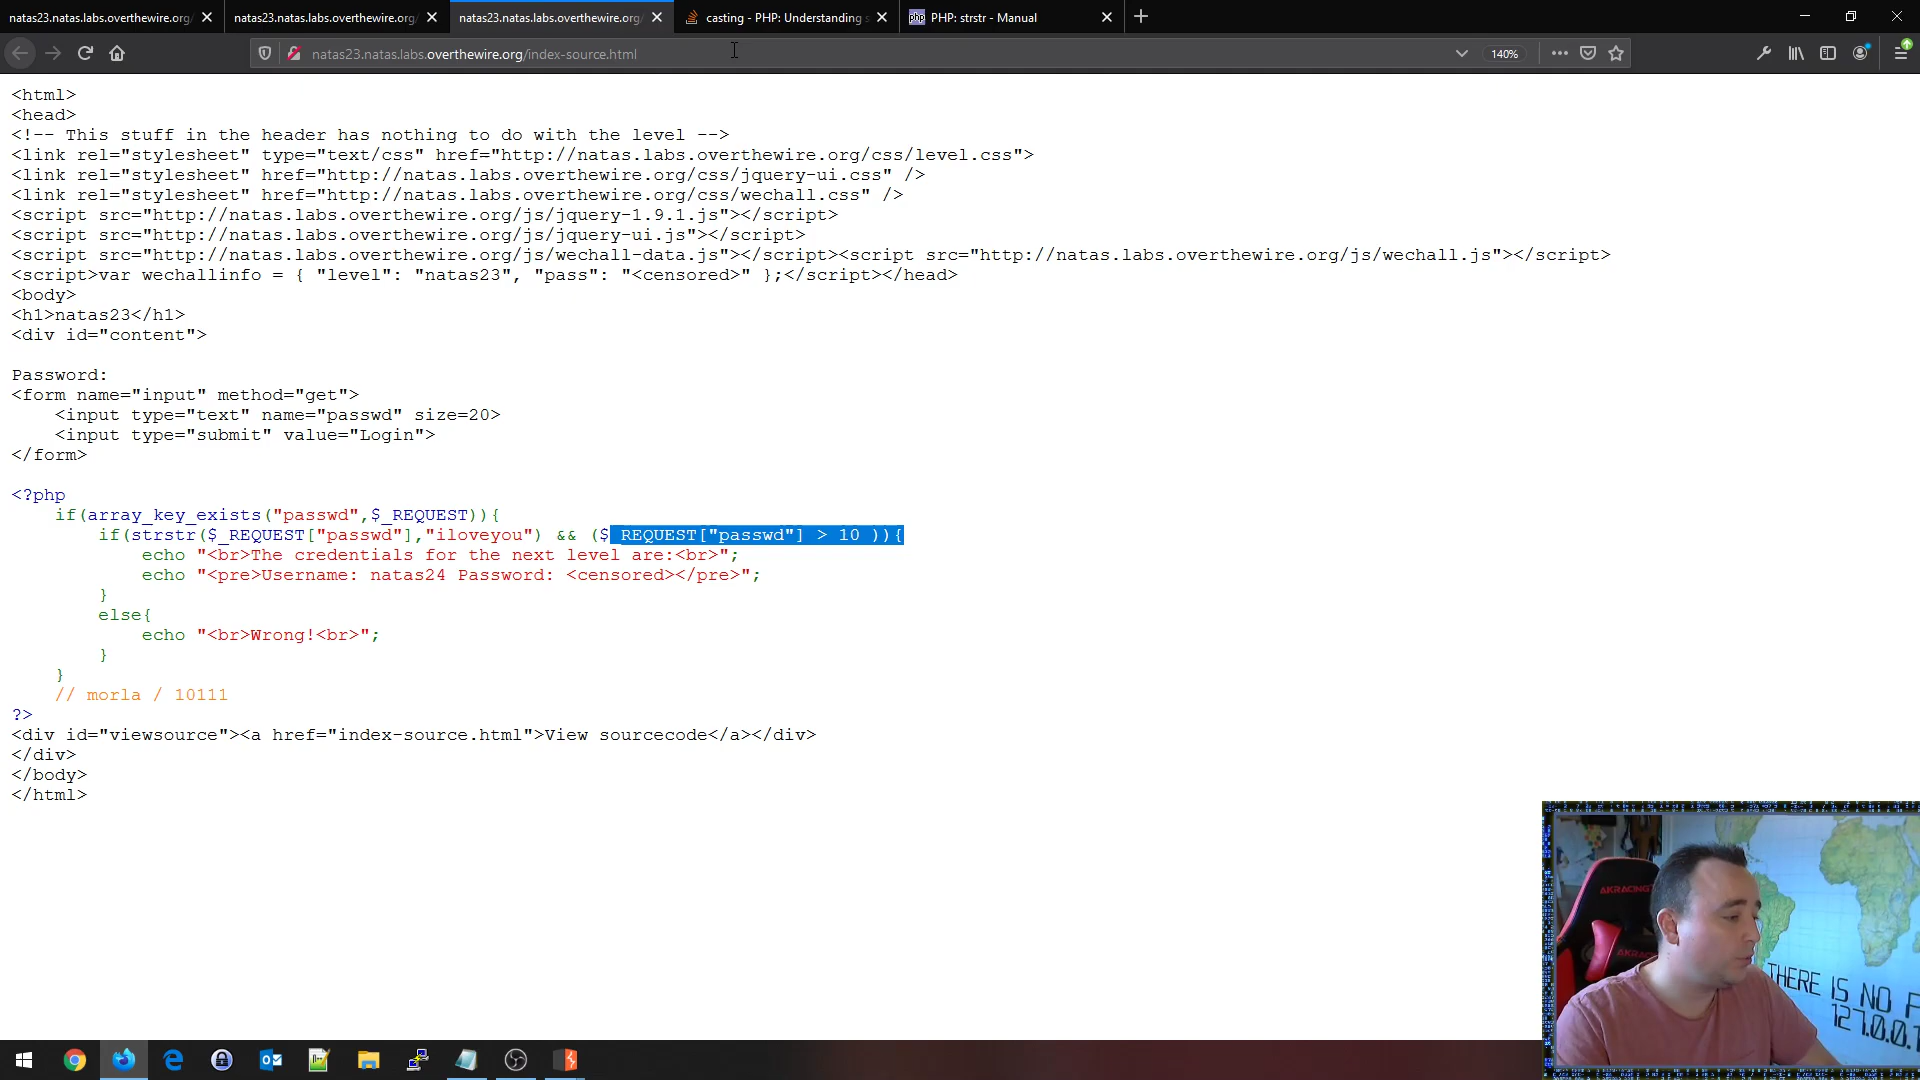 natas23.natas.labs.overthewire.org/
natas23.natas.labs.overthewire.org/
natas23.natas.labs.overthewire.org/
casting - PHP: Understanding s
php PHP: strstr - Manual
natas23.natas.labs.overthewire.org/index-source.html
140%
<html>
<head>
<!-- This stuff in the header has nothing to do with the level -->
<link rel="stylesheet" type="text/css" href="http://natas.labs.overthewire.org/css/level.css">
<link rel="stylesheet" href="http://natas.labs.overthewire.org/css/jquery-ui.css" />
<link rel="stylesheet" href="http://natas.labs.overthewire.org/css/wechall.css" />
<script src="http://natas.labs.overthewire.org/js/jquery-1.9.1.js"></script>
<script src="http://natas.labs.overthewire.org/js/jquery-ui.js"></script>
<script src="http://natas.labs.overthewire.org/js/wechall-data.js"></script><script src="http://natas.labs.overthewire.org/js/wechall.js"></script>
<script>var wechallinfo = { "level": "natas23", "pass": "<censored>" };</script></head>
<body>
<h1>natas23</h1>
<div id="content">
Password:
<form name="input" method="get">
<input type="text" name="passwd" size=20>
<input type="submit" value="Login">
</form>
<?php
if(array_key_exists("passwd",$_REQUEST)){
if(strstr($_REQUEST["passwd"],"iloveyou") && ($_REQUEST["passwd"] > 10 )){
echo "<br>The credentials for the next level are:<br>";
echo "<pre>Username: natas24 Password: <censored></pre>";
}
else{
echo "<br>Wrong!<br>";
}
}
// morla / 10111
?>
<div id="viewsource"><a href="index-source.html">View sourcecode</a></div>
</div>
</body>
</html>
AKRACING
THERE IS NO
127.0.0.1